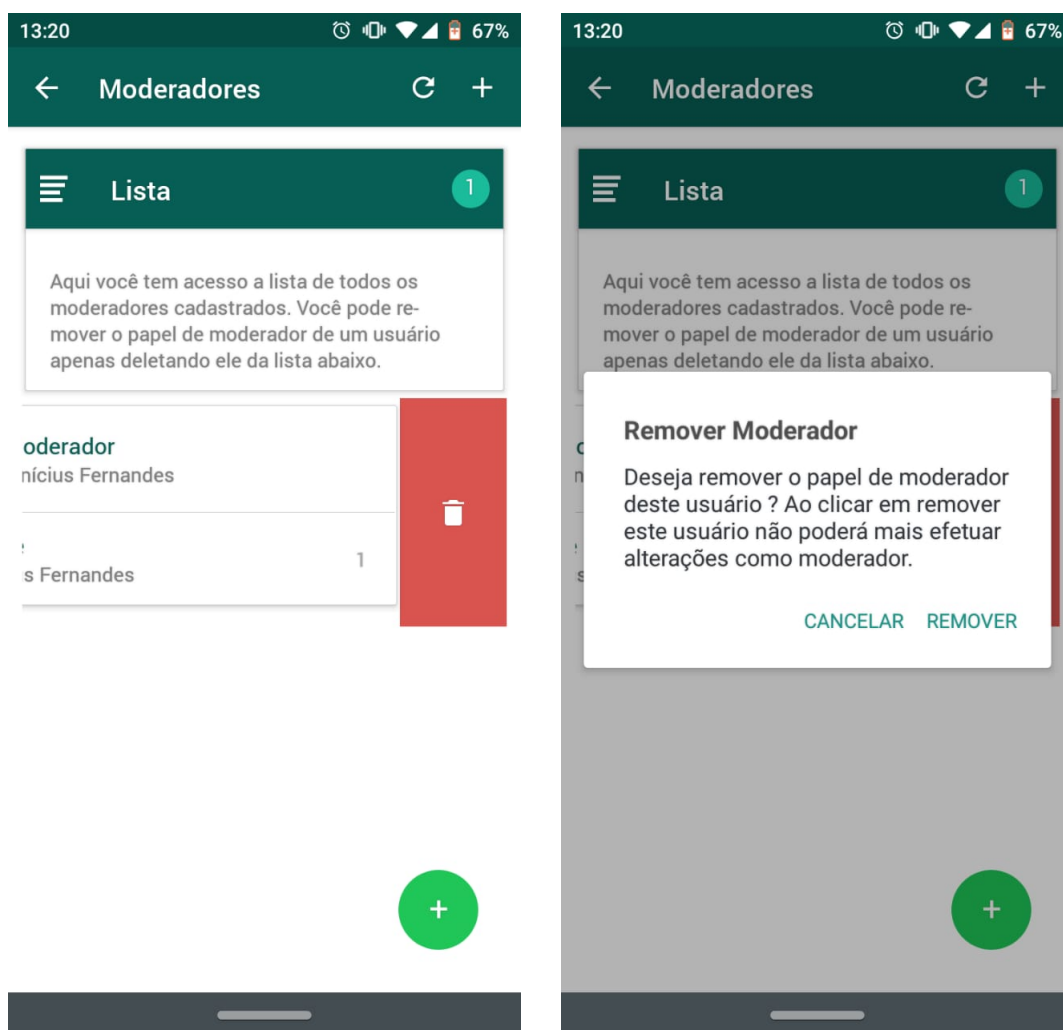 13:20 67%
Moderadores
Lista 1
Aqui você tem acesso a lista de todos os
moderadores cadastrados. Você pode re-
mover o papel de moderador de um usuário
apenas deletando ele da lista abaixo.
oderador
nícius Fernandes
s Fernandes 1
13:20 67%
Moderadores
Lista 1
Aqui você tem acesso a lista de todos os
moderadores cadastrados. Você pode re-
mover o papel de moderador de um usuário
apenas deletando ele da lista abaixo.
Remover Moderador
Deseja remover o papel de moderador
deste usuário ? Ao clicar em remover
este usuário não poderá mais efetuar
alterações como moderador.
CANCELAR REMOVER